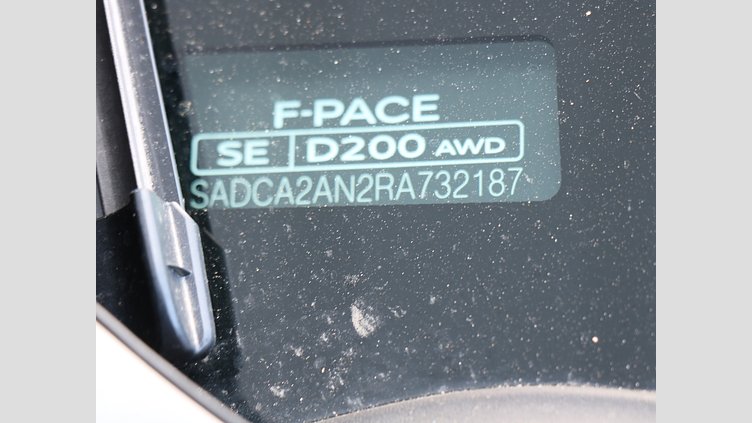 F-PACE
SE D200 AWD
SADCA2AN2RA732187